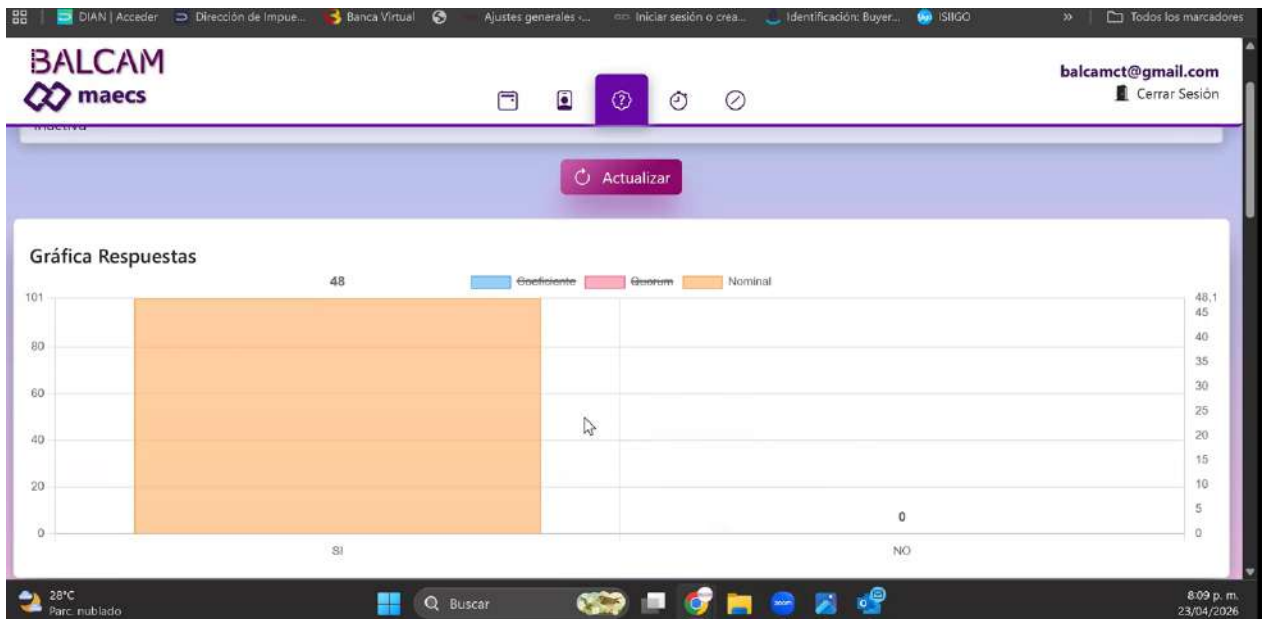 DIAN | Acceder Dirección de Impue... Banca Virtual Ajustes generales ‹... Iniciar sesión o crea... Identificación: Buyer... » Todos los marcadores
BALCAM
maecs
balcamct@gmail.com
Cerrar Sesión
Inactiva
Actualizar
Gráfica Respuestas
48 Coeficiente Quorum Nominal
101 48,1
45
80 40
35
60 30
25
40 20
15
20 10
0 5
0 0
SI NO
28°C
Parc. nublado
Buscar
zoom
8:09 p. m.
23/04/2026